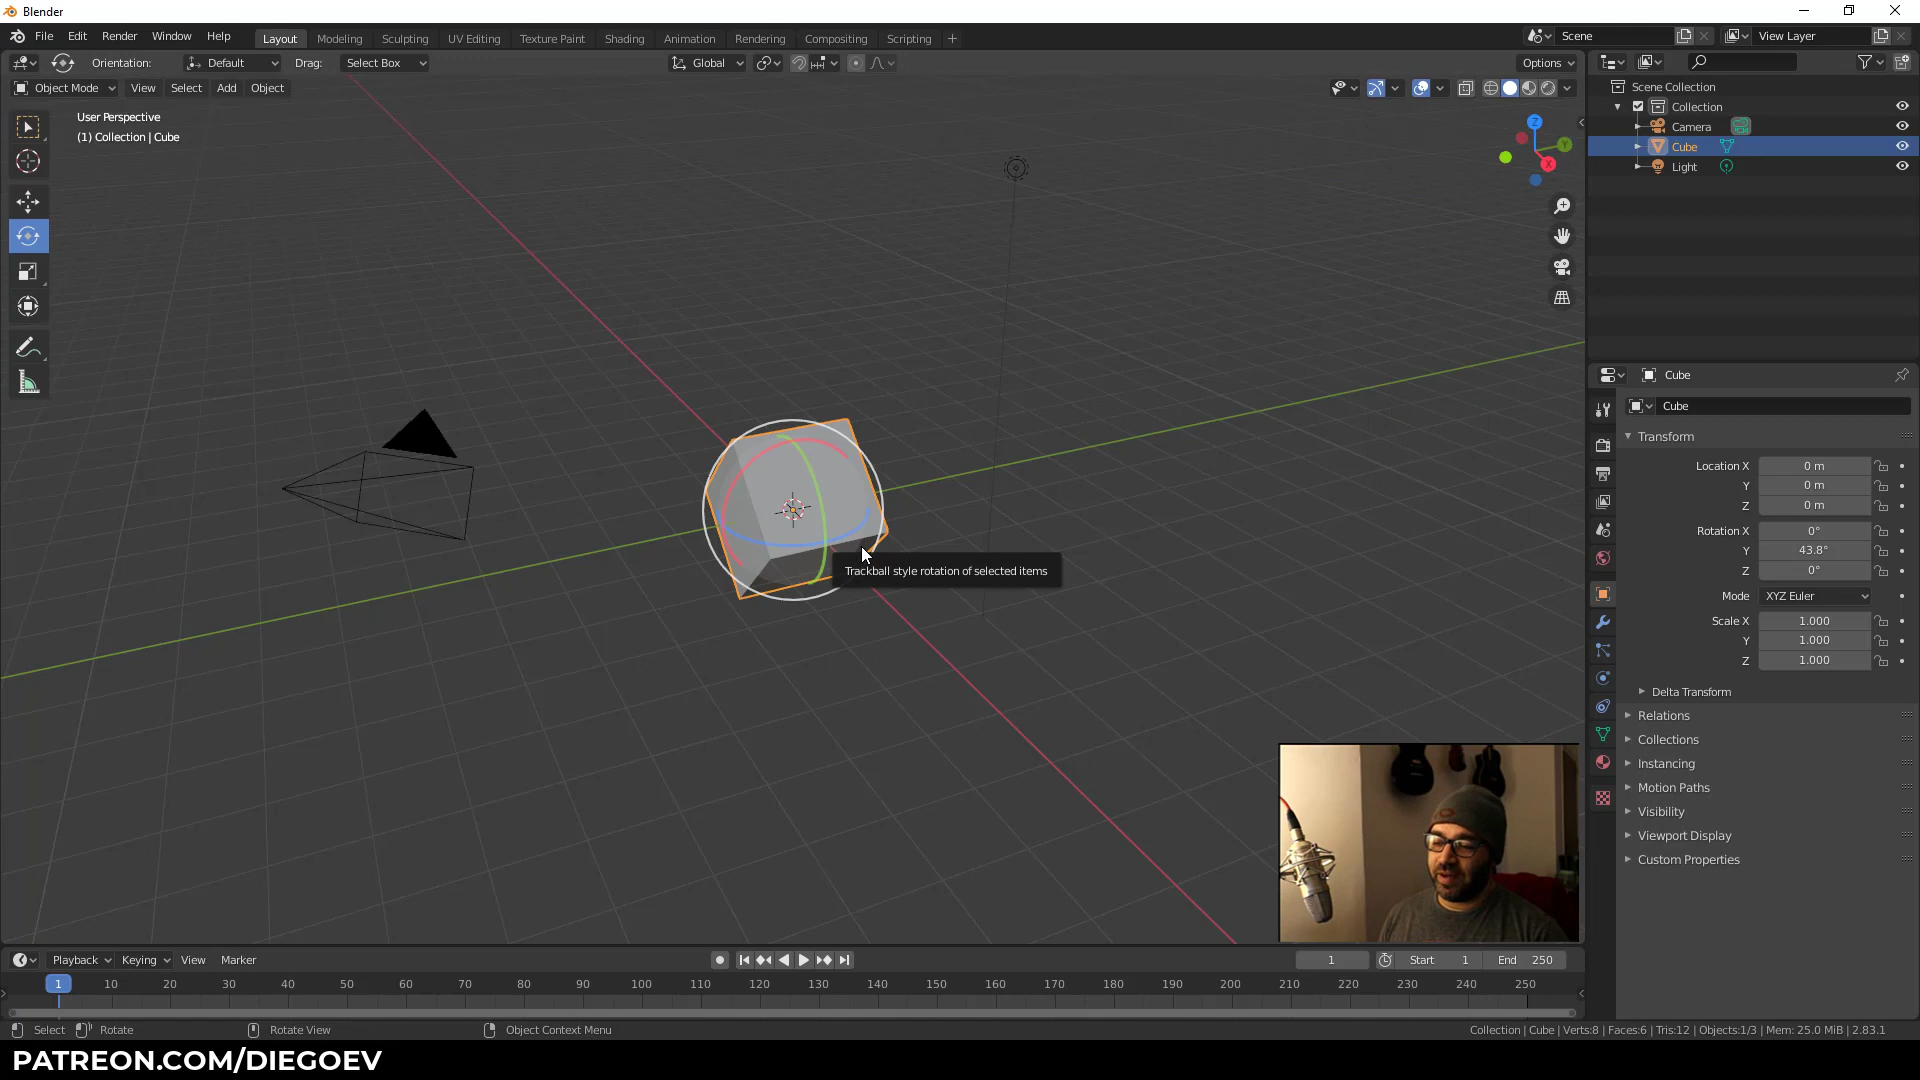 Blender
File Edit Render Window Help
Layout Modeling Sculpting UV Editing Texture Paint Shading Animation Rendering Compositing Scripting +
Scene
View Layer
Orientation: Default Drag: Select Box
Global
Options
Object Mode View Select Add Object
User Perspective
(1) Collection | Cube
Z
Y
X
Trackball style rotation of selected items
Scene Collection
Collection
Camera
Cube
Light
Cube
Cube
Transform
Location X 0 m
Y 0 m
Z 0 m
Rotation X 0°
Y 43.8°
Z 0°
Mode XYZ Euler
Scale X 1.000
Y 1.000
Z 1.000
Delta Transform
Relations
Collections
Instancing
Motion Paths
Visibility
Viewport Display
Custom Properties
Playback Keying View Marker
1 Start 1 End 250
1 10 20 30 40 50 60 70 80 90 100 110 120 130 140 150 160 170 180 190 200 210 220 230 240 250
Select Rotate Rotate View Object Context Menu
Collection | Cube | Verts:8 | Faces:6 | Tris:12 | Objects:1/3 | Mem: 25.0 MiB | 2.83.1
PATREON.COM/DIEGOEV